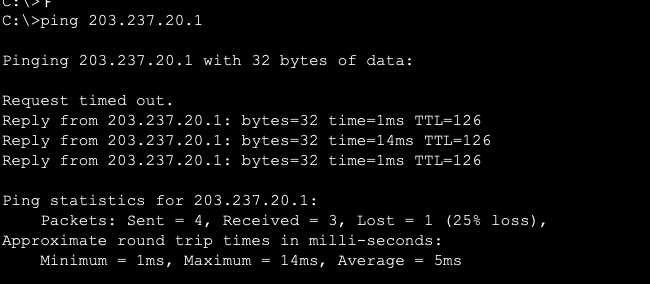 C:\>
C:\>ping 203.237.20.1
Pinging 203.237.20.1 with 32 bytes of data:
Request timed out.
Reply from 203.237.20.1: bytes=32 time=1ms TTL=126
Reply from 203.237.20.1: bytes=32 time=14ms TTL=126
Reply from 203.237.20.1: bytes=32 time=1ms TTL=126
Ping statistics for 203.237.20.1:
    Packets: Sent = 4, Received = 3, Lost = 1 (25% loss),
Approximate round trip times in milli-seconds:
    Minimum = 1ms, Maximum = 14ms, Average = 5ms